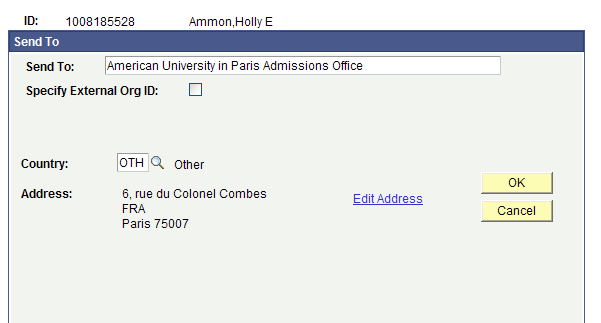 ID: 1008185528 Ammon,Holly E
Send To
Send To: American University in Paris Admissions Office
Specify External Org ID:
Country: OTH Other
Address: 6, rue du Colonel Combes Edit Address
FRA
Paris 75007
OK
Cancel